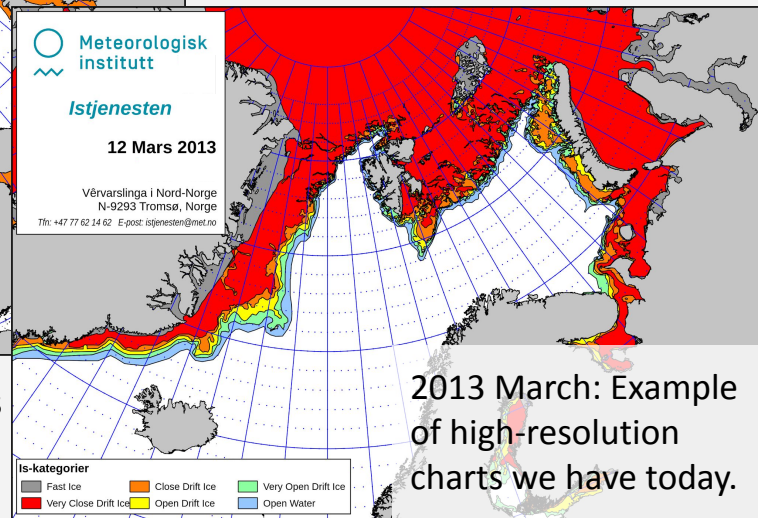 Meteorologisk
institutt
Istjenesten
12 Mars 2013
Vêrvarslinga i Nord-Norge
N-9293 Tromsø, Norge
Tfn: +47 77 62 14 62 E-post: istjenesten@met.no
2013 March: Example
of high-resolution
charts we have today.
Is-kategorier
Fast Ice Close Drift Ice Very Open Drift Ice
Very Close Drift Ice Open Drift Ice Open Water